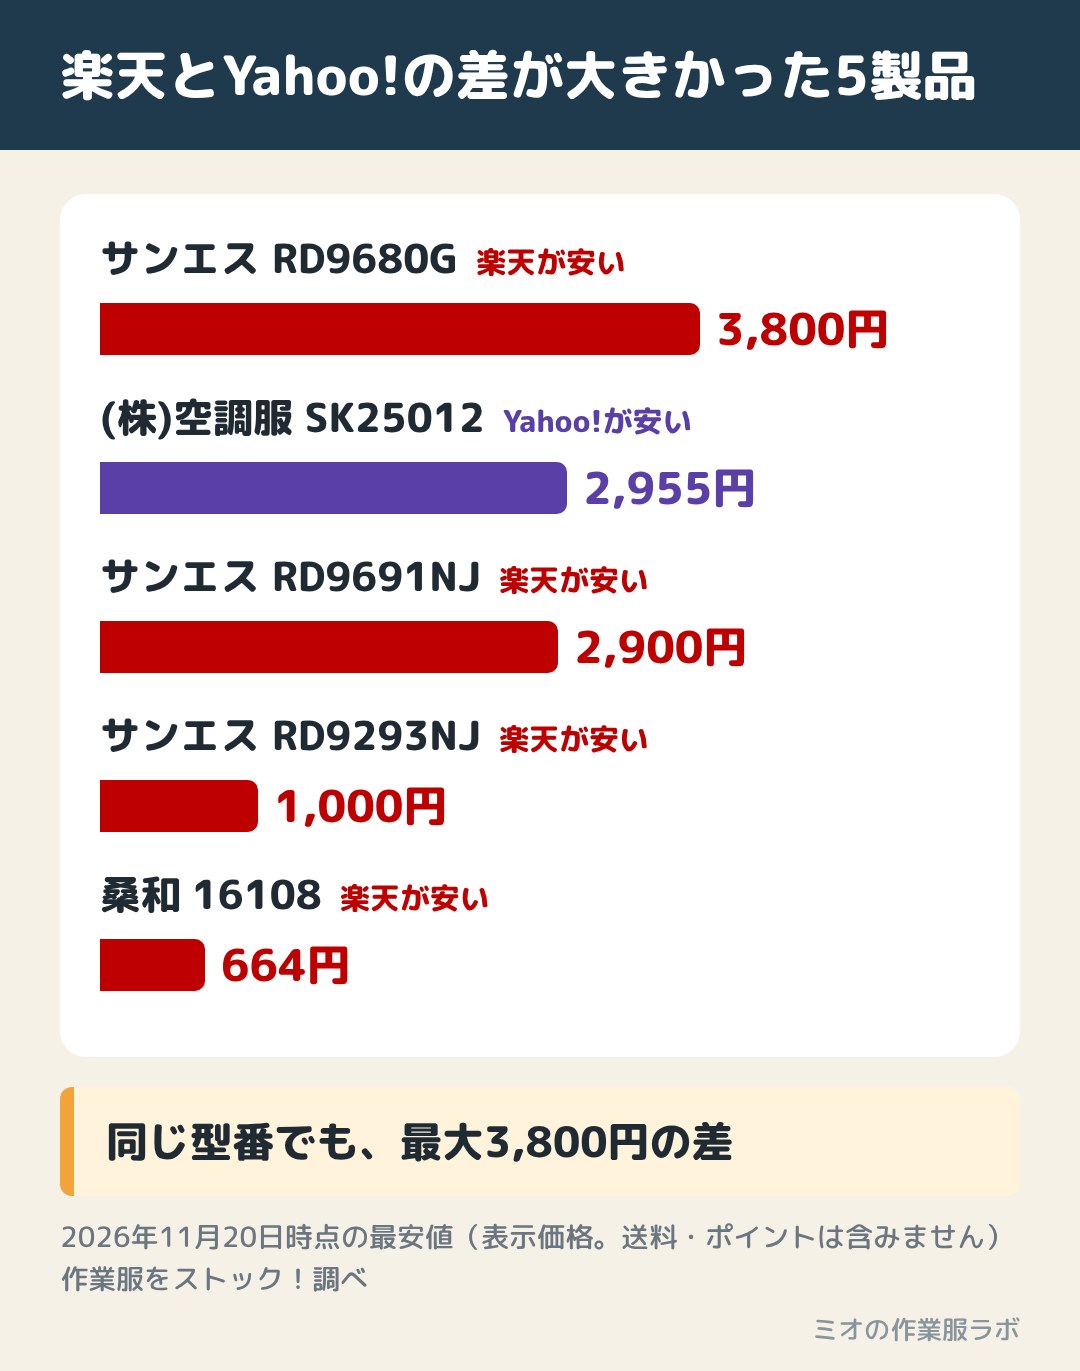 楽天とYahoo!の差が大きかった5製品
サンエス RD9680G 楽天が安い
3,800円
(株)空調服 SK25012 Yahoo!が安い
2,955円
サンエス RD9691NJ 楽天が安い
2,900円
サンエス RD9293NJ 楽天が安い
1,000円
桑和 16108 楽天が安い
664円
同じ型番でも、最大3,800円の差
2026年11月20日時点の最安値（表示価格。送料・ポイントは含みません）
作業服をストック！調べ
ミオの作業服ラボ